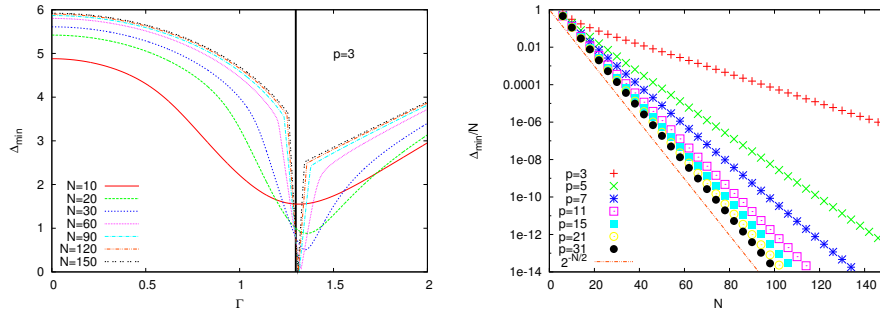 6
5
4
3
2
1
0
Δmin
p=3
N=10
N=20
N=30
N=60
N=90
N=120
N=150
0
0.5
1
1.5
2
Γ
1
0.01
0.0001
1e-06
1e-08
1e-10
1e-12
1e-14
Δmin/N
p=3
p=5
p=7
p=11
p=15
p=21
p=31
2^-N/2
0
20
40
60
80
100
120
140
N